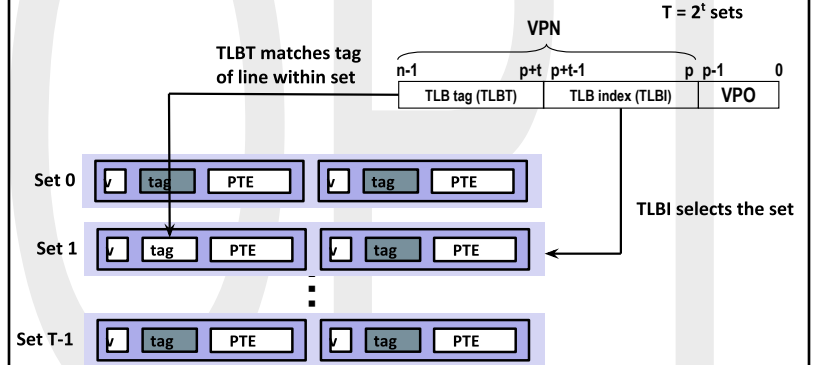 T = 2^t sets
VPN
TLBT matches tag
of line within set
n-1 p+t p+t-1 p p-1 0
TLB tag (TLBT) TLB index (TLBI) VPO
Set 0 v tag PTE v tag PTE
TLBI selects the set
Set 1 v tag PTE v tag PTE
⋮
Set T-1 v tag PTE v tag PTE